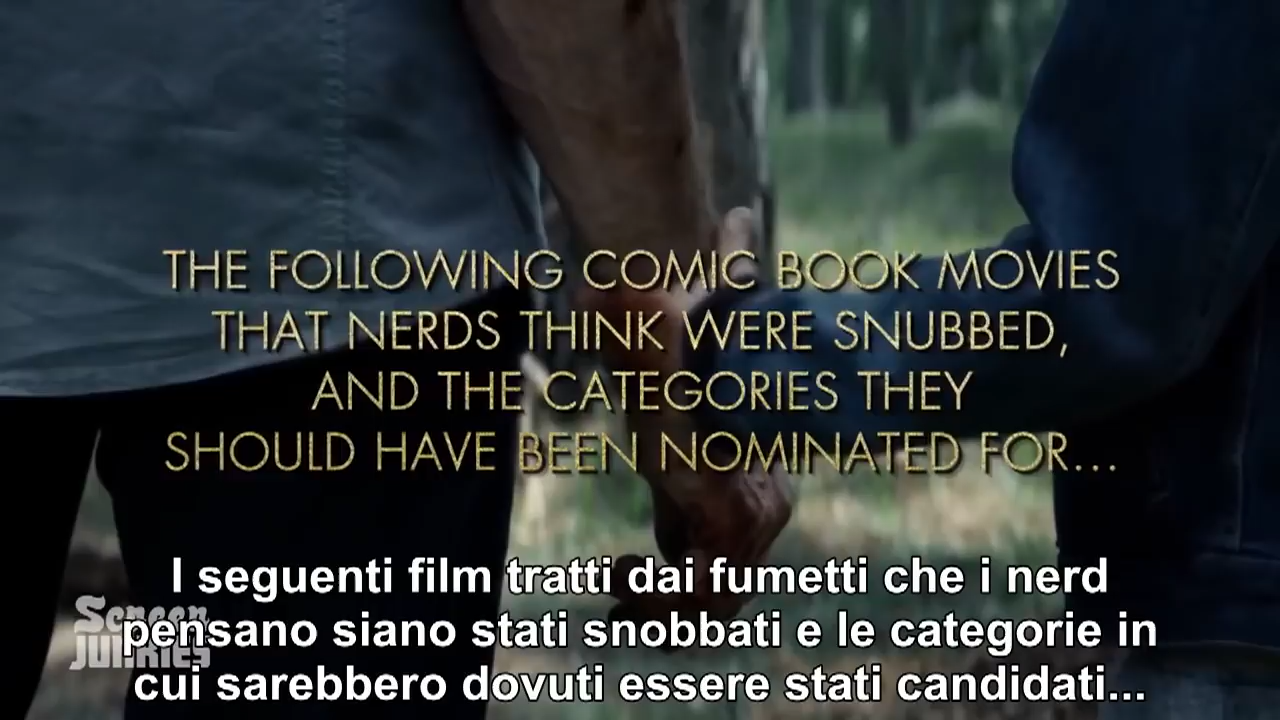 THE FOLLOWING COMIC BOOK MOVIES
THAT NERDS THINK WERE SNUBBED,
AND THE CATEGORIES THEY
SHOULD HAVE BEEN NOMINATED FOR...
I seguenti film tratti dai fumetti che i nerd
Screen
pensano siano stati snobbati e le categorie in
JUNKIES
cui sarebbero dovuti essere stati candidati...